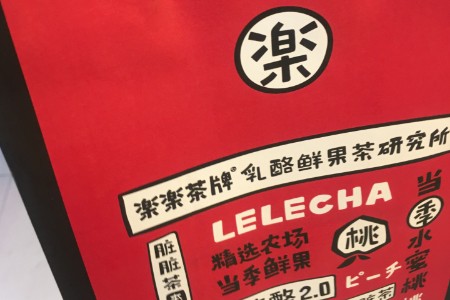 楽
楽楽茶牌®乳酪鲜果茶研究所
LELECHA
精选农场
当季鲜果
桃
当季水蜜桃
脏脏茶
酪2.0
ピーチ